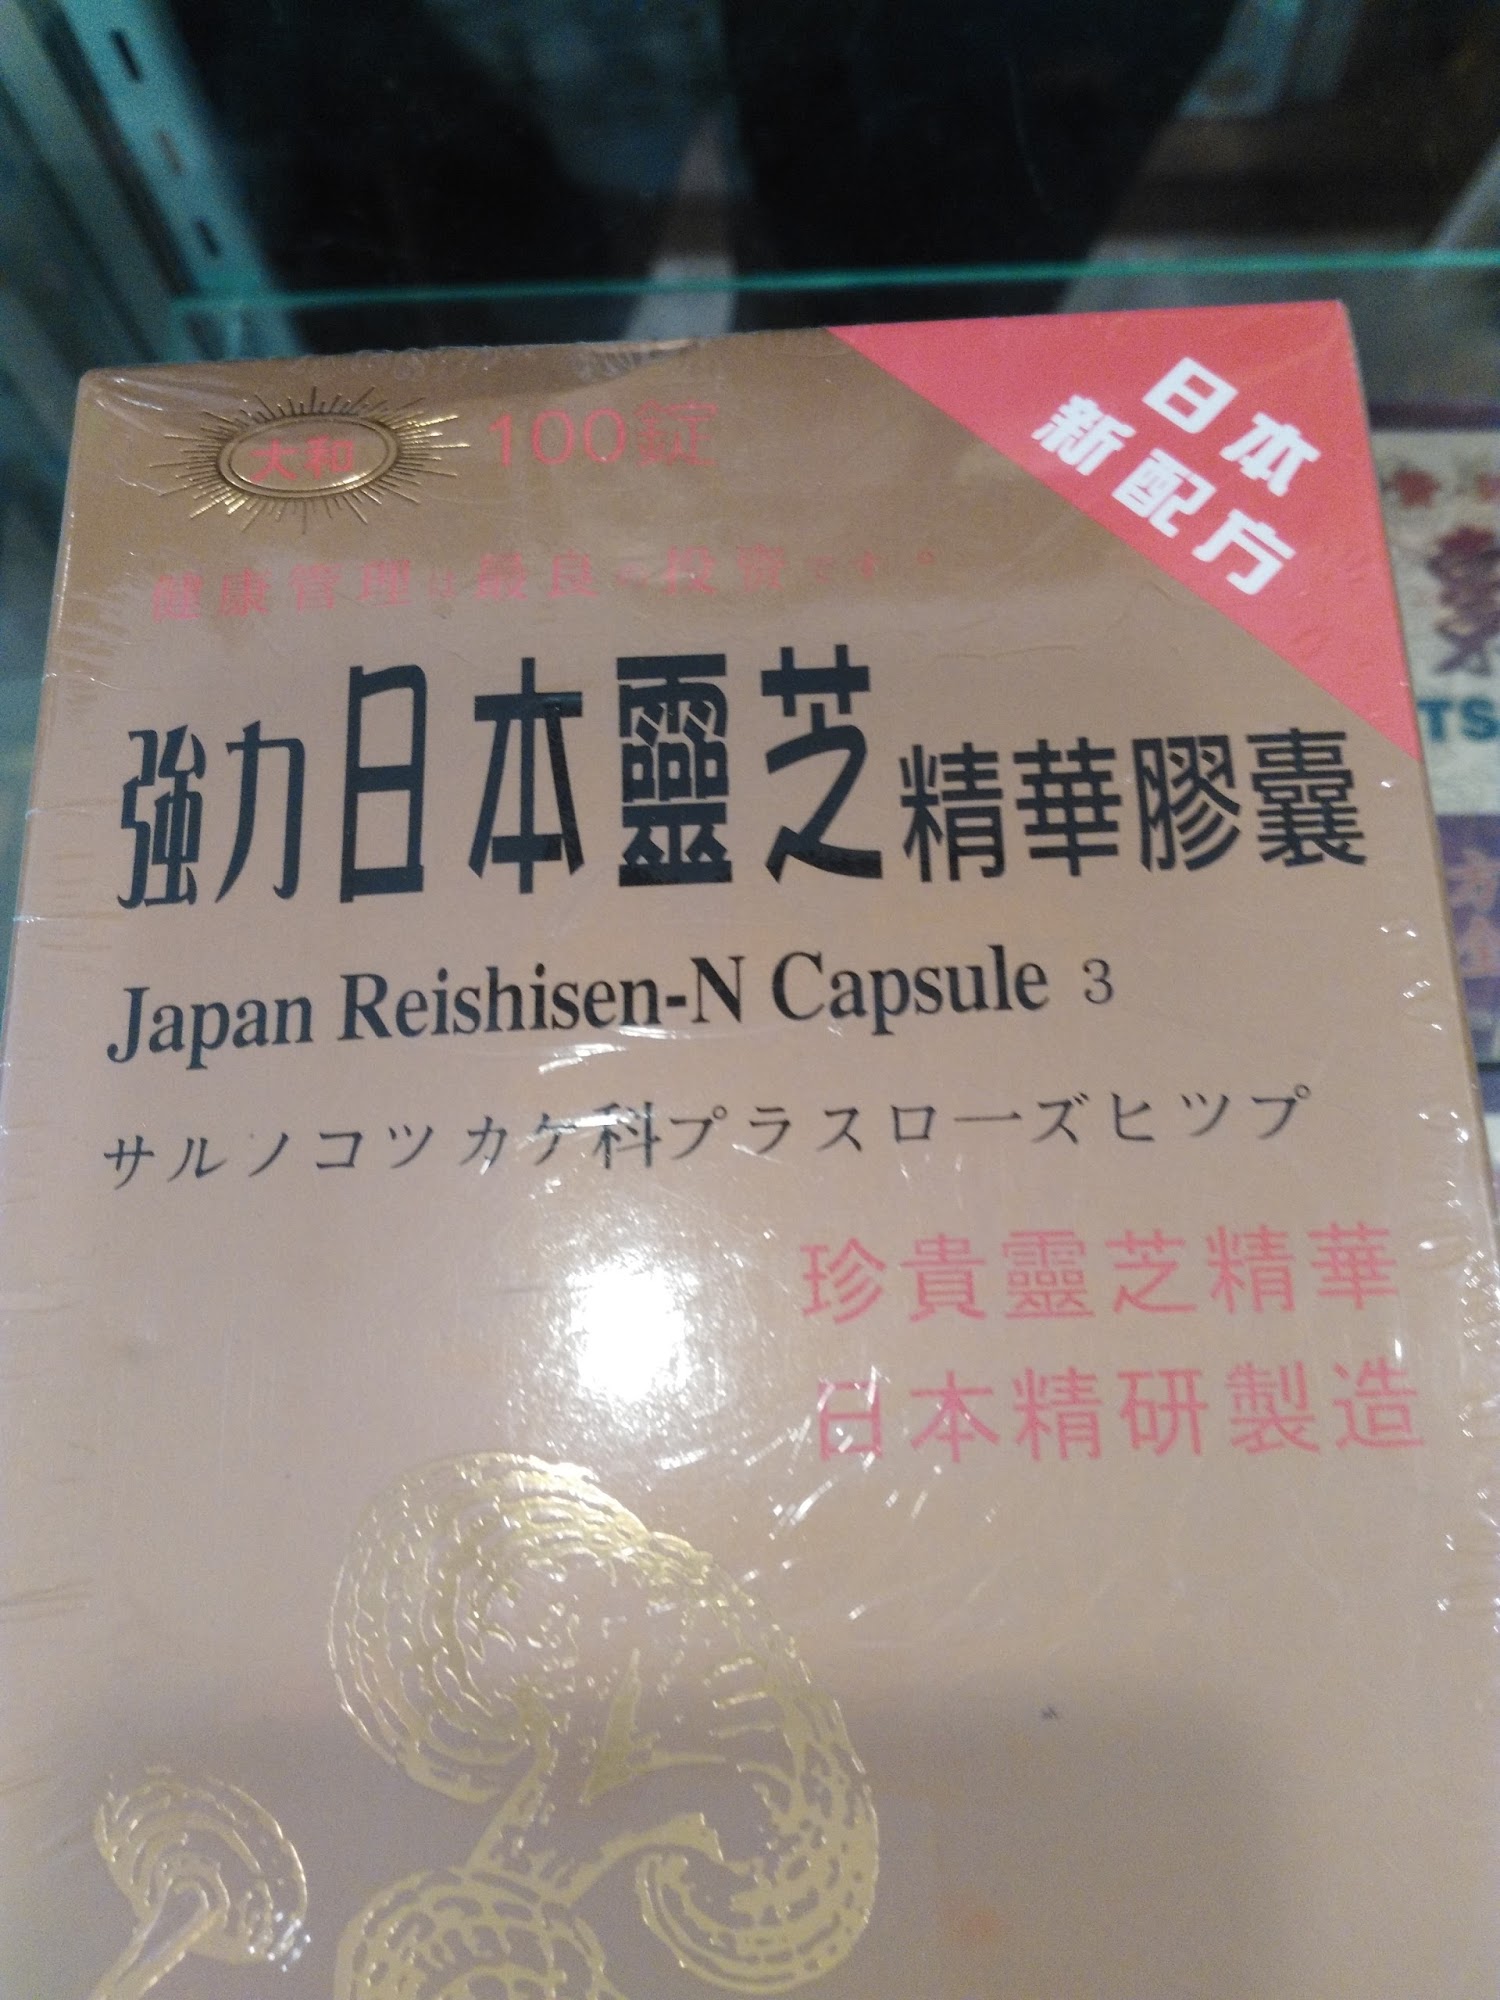 大和
100錠
日本
新配方
健康管理は最良の投資です。
強力日本靈芝精華膠囊
Japan Reishisen-N Capsule 3
サルノコツカケ科プラスローズヒツプ
珍貴靈芝精華
日本精研製造
TS